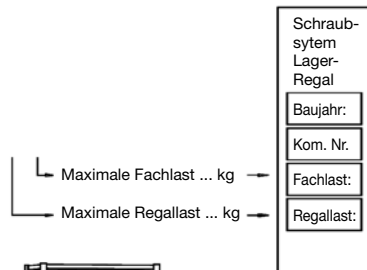 Schraub-
sytem
Lager-
Regal
Baujahr:
Kom. Nr.
Maximale Fachlast ... kg
Fachlast:
Maximale Regallast ... kg
Regallast: